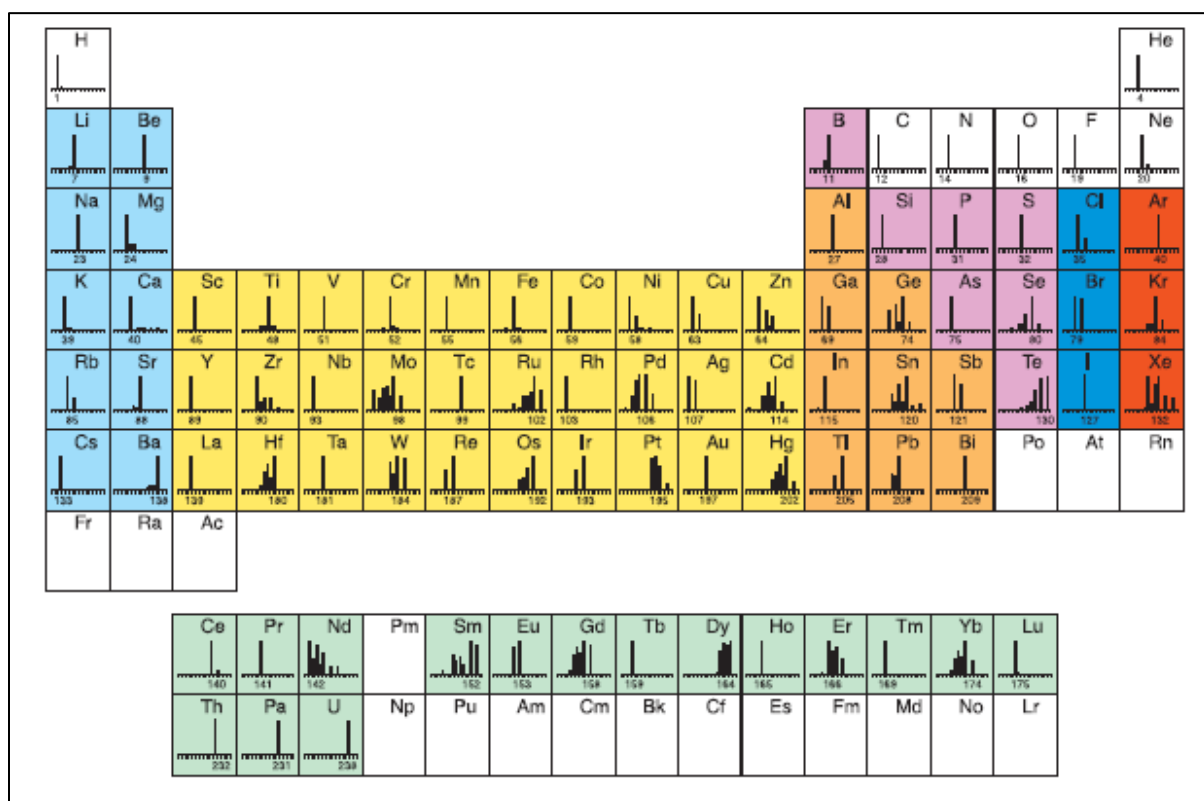 H He
1 4
Li Be B C N O F Ne
7 9 11 12 14 16 19 20
Na Mg Al Si P S Cl Ar
23 24 27 28 31 32 35 40
K Ca Sc Ti V Cr Mn Fe Co Ni Cu Zn Ga Ge As Se Br Kr
39 40 45 48 51 52 55 56 59 58 63 64 69 74 75 80 79 84
Rb Sr Y Zr Nb Mo Tc Ru Rh Pd Ag Cd In Sn Sb Te I Xe
85 88 89 90 93 98 99 102 103 106 107 114 115 120 121 130 127 132
Cs Ba La Hf Ta W Re Os Ir Pt Au Hg Tl Pb Bi Po At Rn
133 138 139 180 181 184 187 192 193 195 197 202 205 208 209
Fr Ra Ac
Ce Pr Nd Pm Sm Eu Gd Tb Dy Ho Er Tm Yb Lu
140 141 142 152 153 158 159 164 165 166 169 174 175
Th Pa U Np Pu Am Cm Bk Cf Es Fm Md No Lr
232 231 238